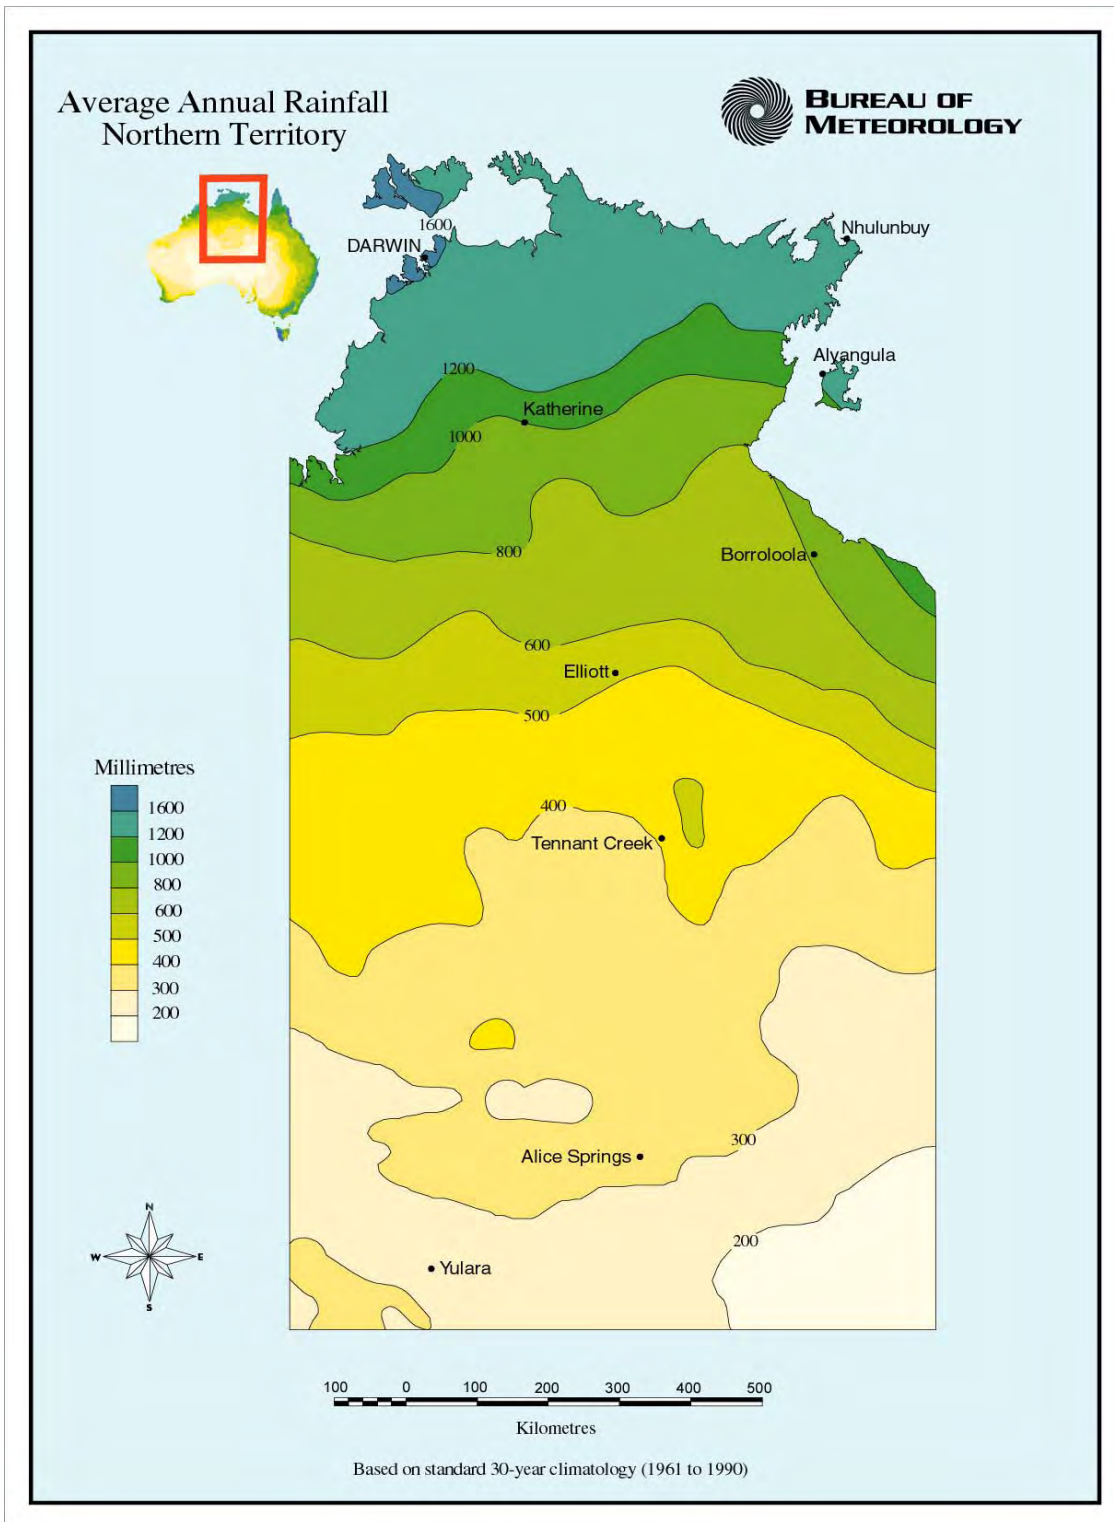 Average Annual Rainfall
Northern Territory
BUREAU OF
METEOROLOGY
1600
DARWIN
Nhulunbuy
Alyangula
1200
Katherine
1000
800
Borroloola
600
Elliott
500
400
Tennant Creek
300
Alice Springs
200
Yulara
Millimetres
1600
1200
1000
800
600
500
400
300
200
N
W E
S
100 0 100 200 300 400 500
Kilometres
Based on standard 30-year climatology (1961 to 1990)